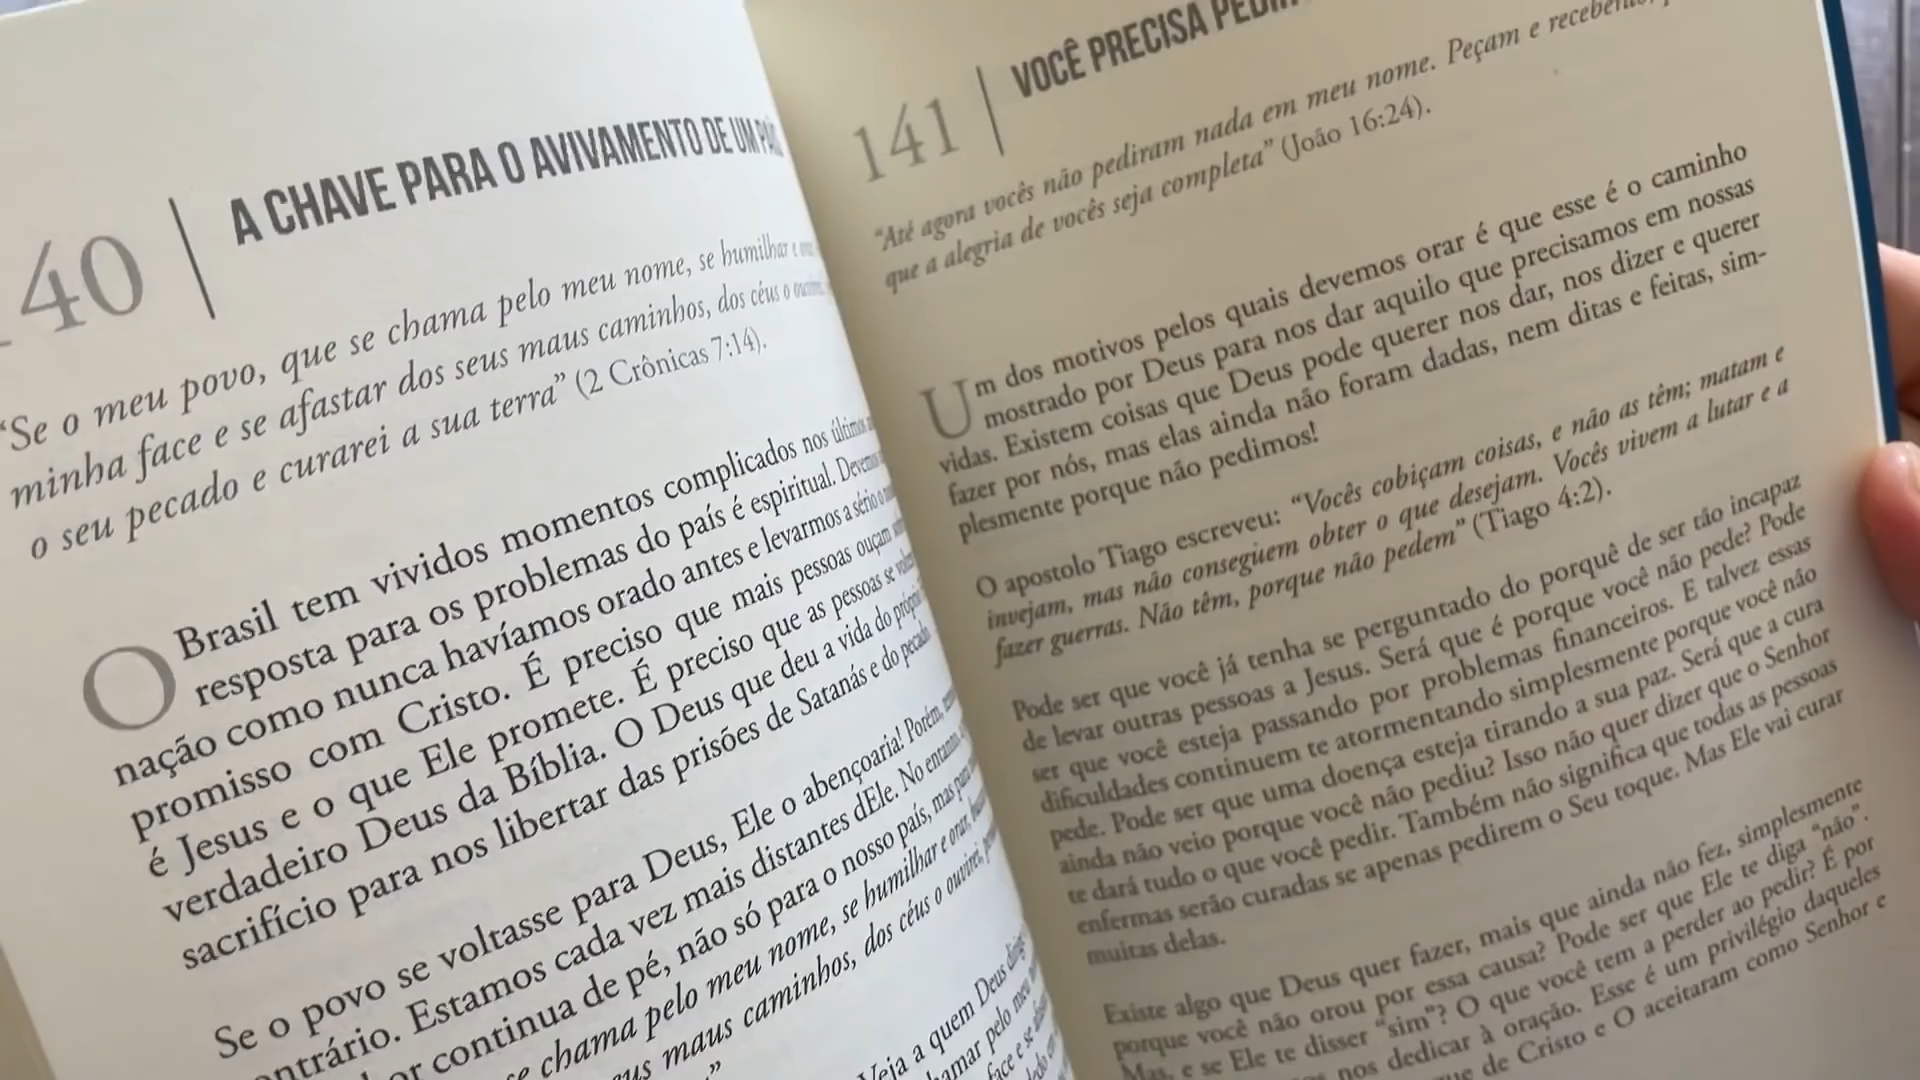 140
A CHAVE PARA O AVIVAMENTO DE UM PAÍS
“Se o meu povo, que se chama pelo meu nome, se humilhar e
minha face e se afastar dos seus maus caminhos, dos céus o ouvirei,
o seu pecado e curarei a sua terra” (2 Crônicas 7:14).
O Brasil tem vividos momentos complicados nos últimos
resposta para os problemas do país é espiritual. Devemos
nação como nunca havíamos orado antes e levarmos a sério o
promisso com Cristo. É preciso que mais pessoas ouçam
é Jesus e o que Ele promete. É preciso que as pessoas se
verdadeiro Deus da Bíblia. O Deus que deu a vida do próprio
sacrifício para nos libertar das prisões de Satanás e do pecado.
Se o povo se voltasse para Deus, Ele o abençoaria! Porém,
ontrário. Estamos cada vez mais distantes dEle. No entanto,
or continua de pé, não só para o nosso país, mas para
se chama pelo meu nome, se humilhar e orar,
us maus caminhos, dos céus o ouvirei,
”
Veja a quem Deus
hamar pelo meu
face e se
141
VOCÊ PRECISA PEDIR
“Até agora vocês não pediram nada em meu nome. Peçam e receberão,
que a alegria de vocês seja completa” (João 16:24).
Um dos motivos pelos quais devemos orar é que esse é o caminho
mostrado por Deus para nos dar aquilo que precisamos em nossas
vidas. Existem coisas que Deus pode querer nos dar, nos dizer e querer
fazer por nós, mas elas ainda não foram dadas, nem ditas e feitas, sim-
plesmente porque não pedimos!
O apostolo Tiago escreveu: “Vocês cobiçam coisas, e não as têm; matam e
invejam, mas não conseguem obter o que desejam. Vocês vivem a lutar e a
fazer guerras. Não têm, porque não pedem” (Tiago 4:2).
Pode ser que você já tenha se perguntado do porquê de ser tão incapaz
de levar outras pessoas a Jesus. Será que é porque você não pede? Pode
ser que você esteja passando por problemas financeiros. E talvez essas
dificuldades continuem te atormentando simplesmente porque você não
pede. Pode ser que uma doença esteja tirando a sua paz. Será que a cura
ainda não veio porque você não pediu? Isso não quer dizer que o Senhor
te dará tudo o que você pedir. Também não significa que todas as pessoas
enfermas serão curadas se apenas pedirem o Seu toque. Mas Ele vai curar
muitas delas.
Existe algo que Deus quer fazer, mais que ainda não fez, simplesmente
porque você não orou por essa causa? Pode ser que Ele te diga “não”.
Mas, e se Ele te disser “sim”? O que você tem a perder ao pedir? É por
nos dedicar à oração. Esse é um privilégio daqueles
que de Cristo e O aceitaram como Senhor e